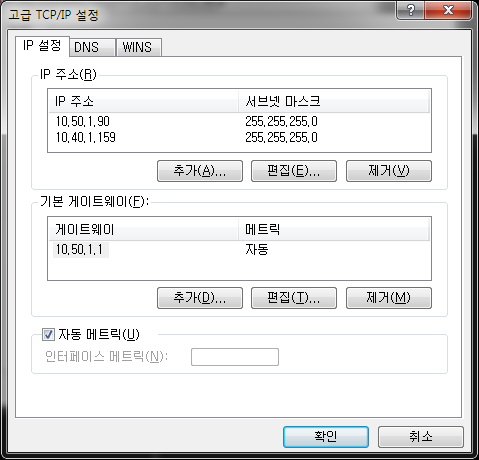 고급 TCP/IP 설정
IP 설정 DNS WINS
IP 주소(R)
IP 주소 서브넷 마스크
10.50.1.90 255.255.255.0
10.40.1.159 255.255.255.0
추가(A)... 편집(E)... 제거(V)
기본 게이트웨이(F):
게이트웨이 메트릭
10.50.1.1 자동
추가(D)... 편집(T)... 제거(M)
자동 메트릭(U)
인터페이스 메트릭(N):
확인 취소